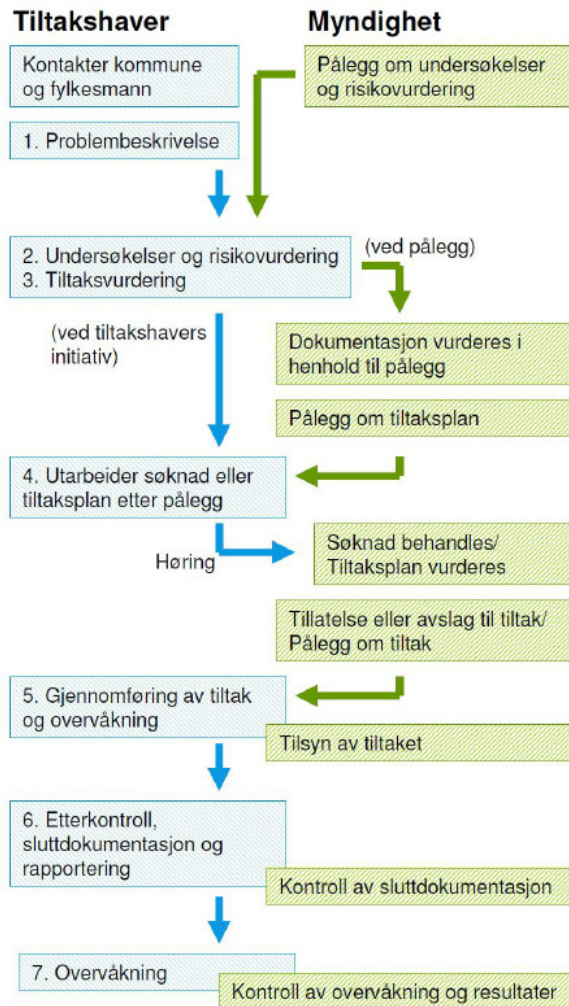 Tiltakshaver
Myndighet
Kontakter kommune
og fylkesmann
Pålegg om undersøkelser
og risikovurdering
1. Problembeskrivelse
2. Undersøkelser og risikovurdering
3. Tiltaksvurdering
(ved pålegg)
(ved tiltakshavers
initiativ)
Dokumentasjon vurderes i
henhold til pålegg
Pålegg om tiltaksplan
4. Utarbeider søknad eller
tiltaksplan etter pålegg
Høring
Søknad behandles/
Tiltaksplan vurderes
Tillatelse eller avslag til tiltak/
Pålegg om tiltak
5. Gjennomføring av tiltak
og overvåkning
Tilsyn av tiltaket
6. Etterkontroll,
sluttdokumentasjon og
rapportering
Kontroll av sluttdokumentasjon
7. Overvåkning
Kontroll av overvåkning og resultater